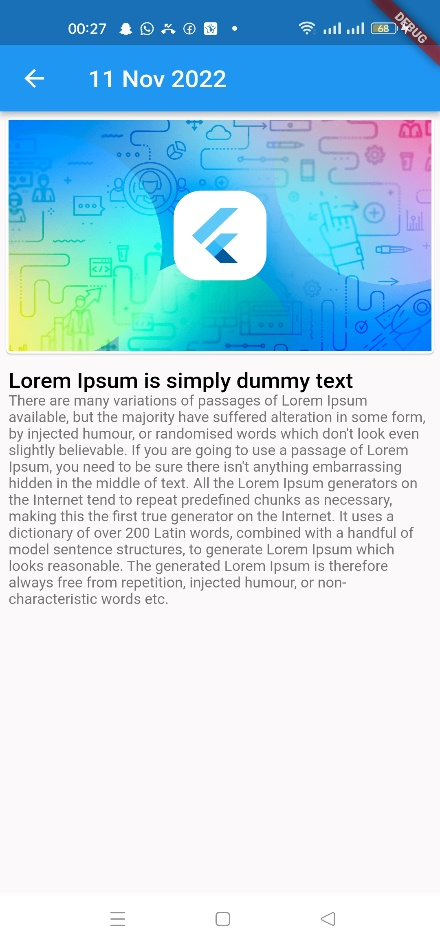 00:27
68
DEBUG
11 Nov 2022
Lorem Ipsum is simply dummy text
There are many variations of passages of Lorem Ipsum
available, but the majority have suffered alteration in some form,
by injected humour, or randomised words which don't look even
slightly believable. If you are going to use a passage of Lorem
Ipsum, you need to be sure there isn't anything embarrassing
hidden in the middle of text. All the Lorem Ipsum generators on
the Internet tend to repeat predefined chunks as necessary,
making this the first true generator on the Internet. It uses a
dictionary of over 200 Latin words, combined with a handful of
model sentence structures, to generate Lorem Ipsum which
looks reasonable. The generated Lorem Ipsum is therefore
always free from repetition, injected humour, or non-
characteristic words etc.